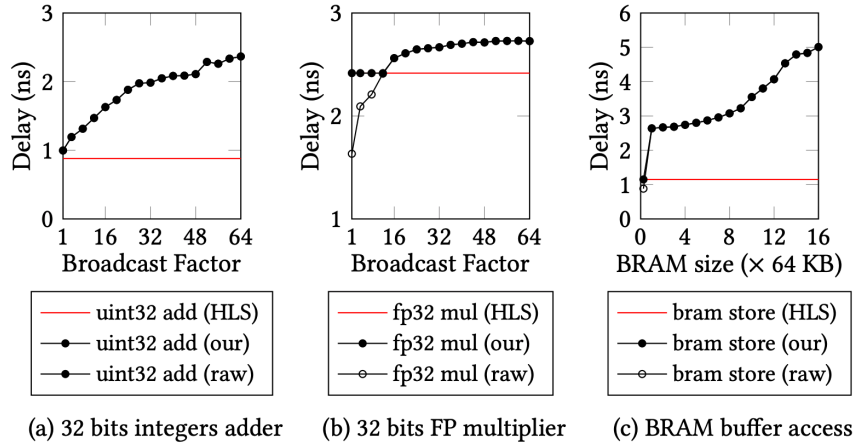 3
2
1
0
Delay (ns)
1 16 32 48 64
Broadcast Factor
uint32 add (HLS)
uint32 add (our)
uint32 add (raw)
(a) 32 bits integers adder
3
2
1
Delay (ns)
1 16 32 48 64
Broadcast Factor
fp32 mul (HLS)
fp32 mul (our)
fp32 mul (raw)
(b) 32 bits FP multiplier
6
5
4
3
2
1
0
Delay (ns)
0 4 8 12 16
BRAM size (× 64 KB)
bram store (HLS)
bram store (our)
bram store (raw)
(c) BRAM buffer access